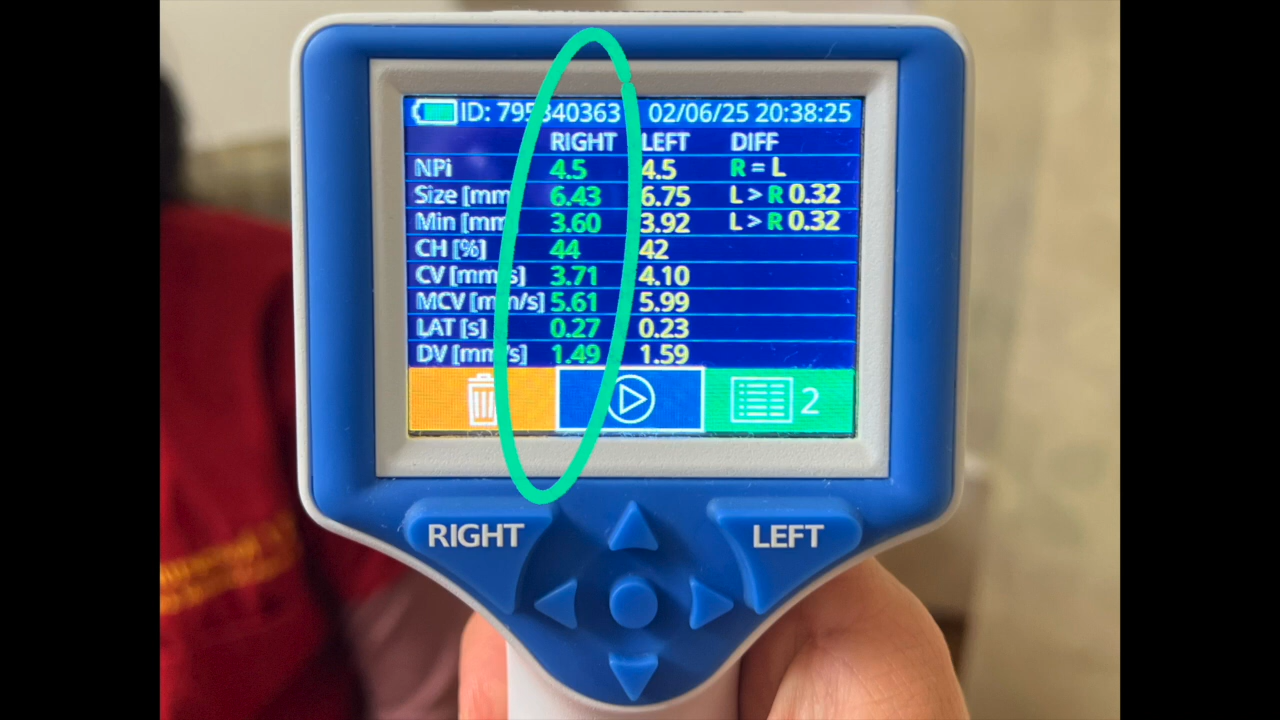 ID: 795840363 02/06/25 20:38:25
RIGHT LEFT DIFF
NPi 4.5 4.5 R = L
Size [mm 6.43 6.75 L > R 0.32
Min [mm 3.60 3.92 L > R 0.32
CH [%] 44 42
CV [mm/s] 3.71 4.10
MCV [mm/s] 5.61 5.99
LAT [s] 0.27 0.23
DV [mm/s] 1.49 1.59
2
RIGHT LEFT